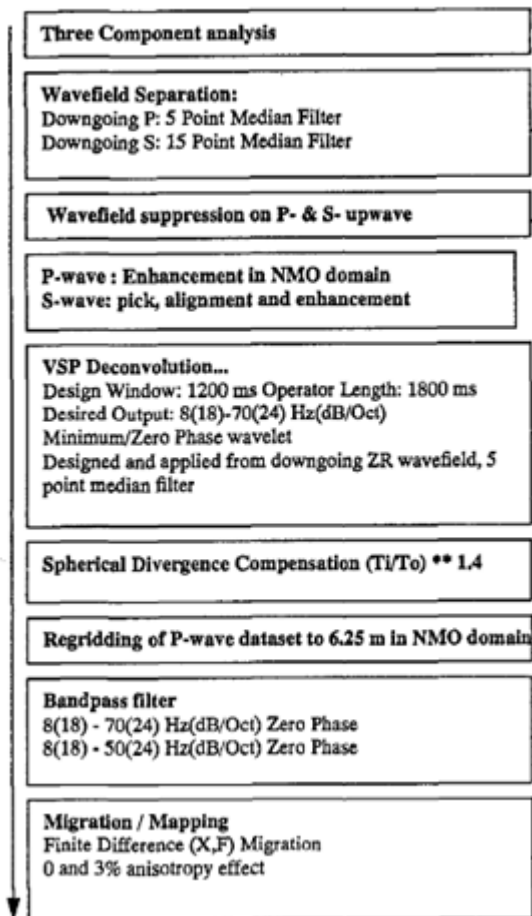 Three Component analysis
Wavefield Separation:
Downgoing P: 5 Point Median Filter
Downgoing S: 15 Point Median Filter
Wavefield suppression on P- & S- upwave
P-wave : Enhancement in NMO domain
S-wave: pick, alignment and enhancement
VSP Deconvolution...
Design Window: 1200 ms Operator Length: 1800 ms
Desired Output: 8(18)-70(24) Hz(dB/Oct)
Minimum/Zero Phase wavelet
Designed and applied from downgoing ZR wavefield, 5
point median filter
Spherical Divergence Compensation (Ti/To) ** 1.4
Regridding of P-wave dataset to 6.25 m in NMO domain
Bandpass filter
8(18) - 70(24) Hz(dB/Oct) Zero Phase
8(18) - 50(24) Hz(dB/Oct) Zero Phase
Migration / Mapping
Finite Difference (X,F) Migration
0 and 3% anisotropy effect